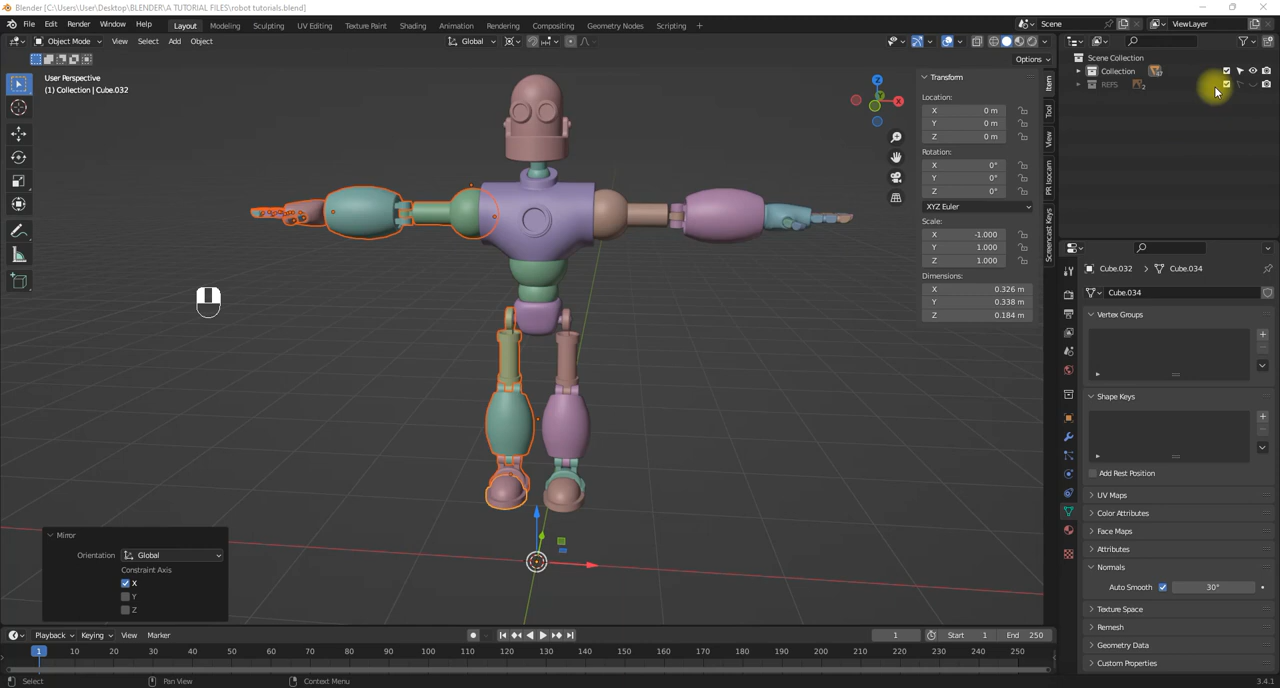 Blender [C:\Users\User\Desktop\BLENDER\A TUTORIAL FILES\robot tutorials.blend]
File Edit Render Window Help Layout Modeling Sculpting UV Editing Texture Paint Shading Animation Rendering Compositing Geometry Nodes Scripting + Scene ViewLayer
Object Mode View Select Add Object Global
Options
User Perspective
(1) Collection | Cube.032
Z
X
Y
Transform
Location:
X 0 m
Y 0 m
Z 0 m
Rotation:
X 0°
Y 0°
Z 0°
XYZ Euler
Scale:
X -1.000
Y 1.000
Z 1.000
Dimensions:
X 0.326 m
Y 0.338 m
Z 0.184 m
Item
Tool
View
PR Isocam
Screencast Keys
Scene Collection
Collection
REFS 2
Cube.032 Cube.034
Cube.034
Vertex Groups
Shape Keys
Add Rest Position
UV Maps
Color Attributes
Face Maps
Attributes
Normals
Auto Smooth 30°
Texture Space
Remesh
Geometry Data
Custom Properties
Mirror
Orientation Global
Constraint Axis
X
Y
Z
Playback Keying View Marker 1 Start 1 End 250
1 10 20 30 40 50 60 70 80 90 100 110 120 130 140 150 160 170 180 190 200 210 220 230 240 250
Select Pan View Context Menu 3.4.1